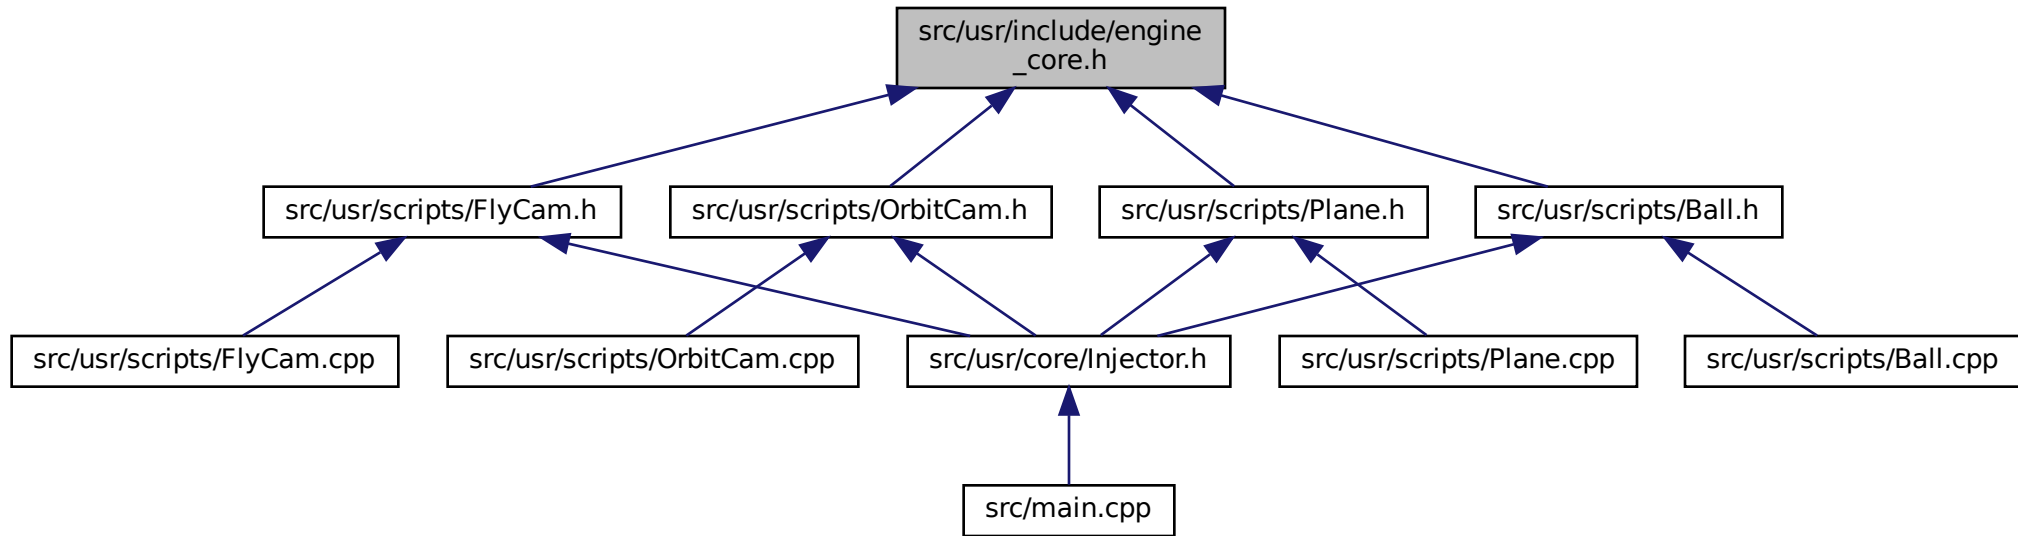 src/usr/include/engine
_core.h
src/usr/scripts/FlyCam.h
src/usr/scripts/OrbitCam.h
src/usr/scripts/Plane.h
src/usr/scripts/Ball.h
src/usr/scripts/FlyCam.cpp
src/usr/scripts/OrbitCam.cpp
src/usr/core/Injector.h
src/usr/scripts/Plane.cpp
src/usr/scripts/Ball.cpp
src/main.cpp